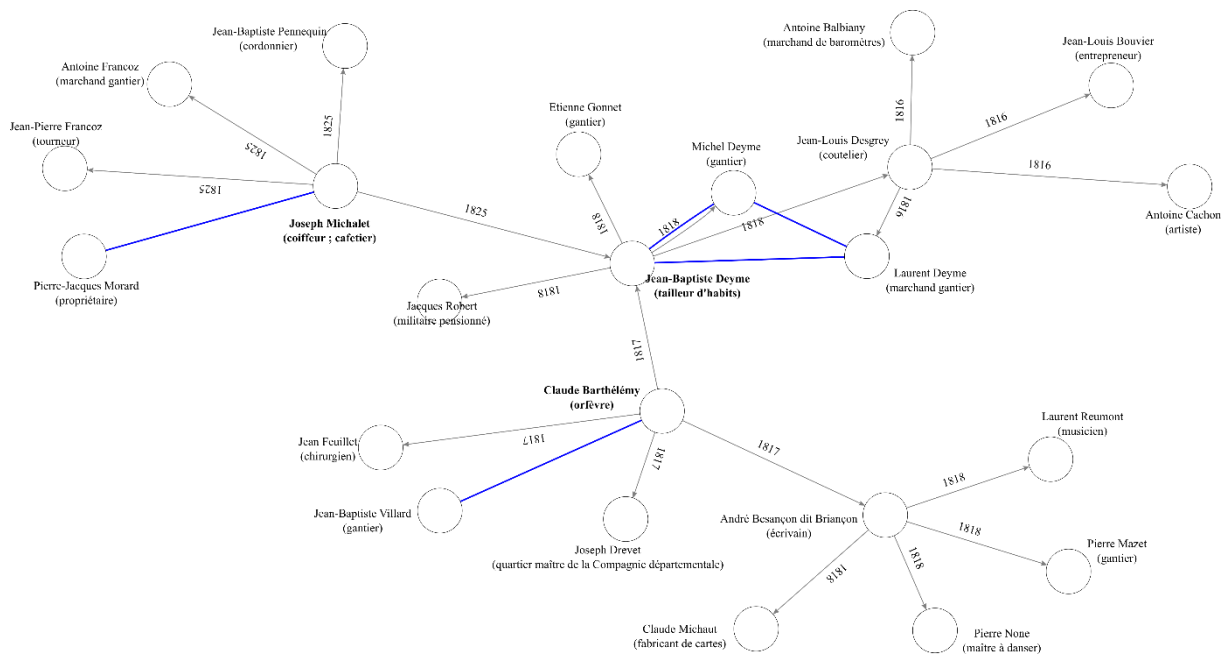 Jean-Baptiste Pennequin
(cordonnier)
Antoine Francoz
(marchand gantier)
Jean-Pierre Francoz
(tourneur)
1825
1825
1825
Joseph Michalet
(coiffeur ; cafetier)
Pierre-Jacques Morard
(propriétaire)
1825
Etienne Gonnet
(gantier)
Michel Deyme
(gantier)
1818
1818
1818
Jean-Baptiste Deyme
(tailleur d'habits)
Jacques Robert
(militaire pensionné)
1818
Antoine Balbiany
(marchand de baromètres)
Jean-Louis Bouvier
(entrepreneur)
Jean-Louis Desgrey
(coutelier)
1816
1816
1816
1816
Antoine Cachon
(artiste)
Laurent Deyme
(marchand gantier)
1817
Claude Barthélémy
(orfèvre)
Jean Feuillet
(chirurgien)
1817
1817
1817
Jean-Baptiste Villard
(gantier)
Joseph Drevet
(quartier maître de la Compagnie départementale)
André Besançon dit Briançon
(écrivain)
Laurent Reumont
(musicien)
1818
1818
1818
1818
Pierre Mazet
(gantier)
Claude Michaut
(fabricant de cartes)
Pierre None
(maître à danser)